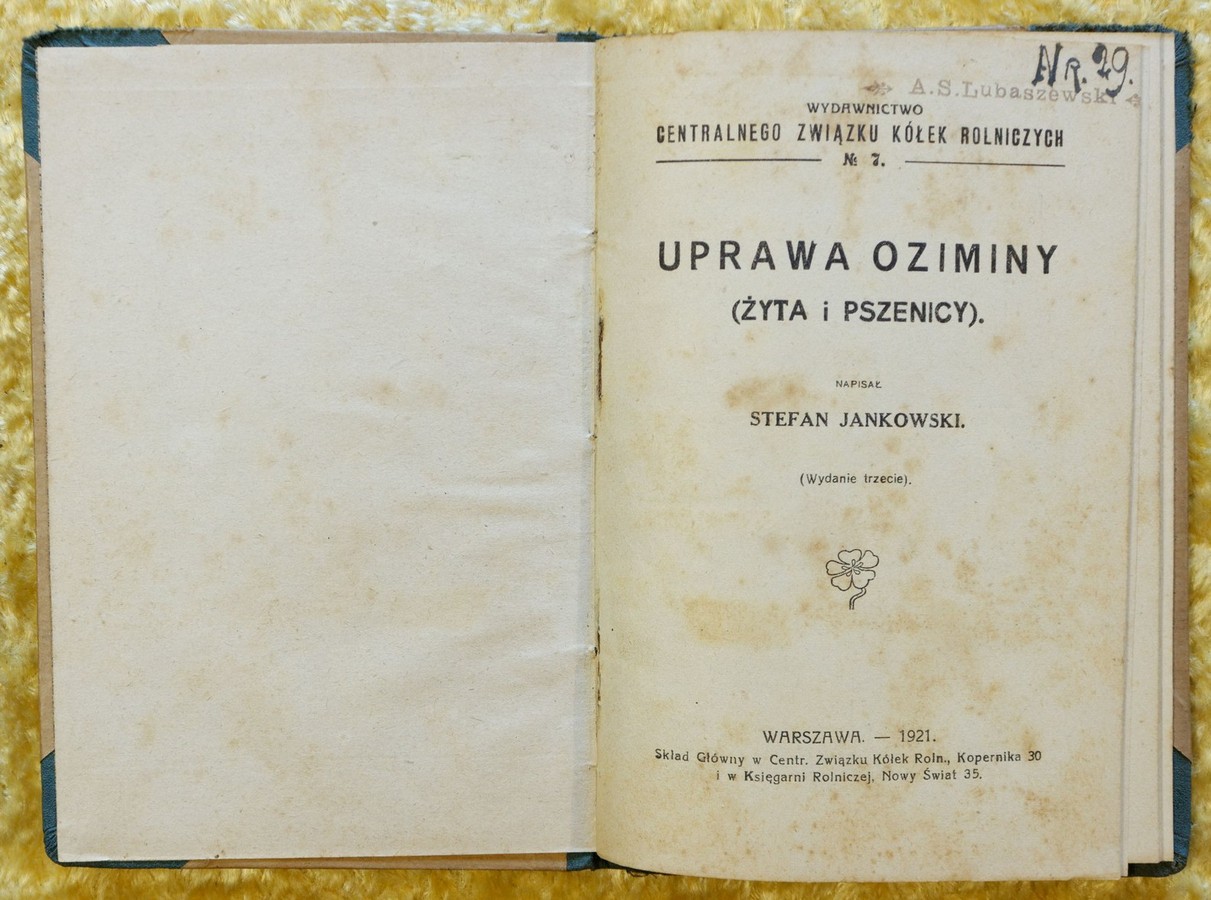 Nr. 29.
A.S.Lubaszewski
WYDAWNICTWO
CENTRALNEGO ZWIĄZKU KÓŁEK ROLNICZYCH
№ 7.
UPRAWA OZIMINY
(ŻYTA i PSZENICY).
NAPISAŁ
STEFAN JANKOWSKI.
(Wydanie trzecie).
WARSZAWA. — 1921.
Skład Główny w Centr. Związku Kółek Roln., Kopernika 30
i w Księgarni Rolniczej, Nowy Świat 35.